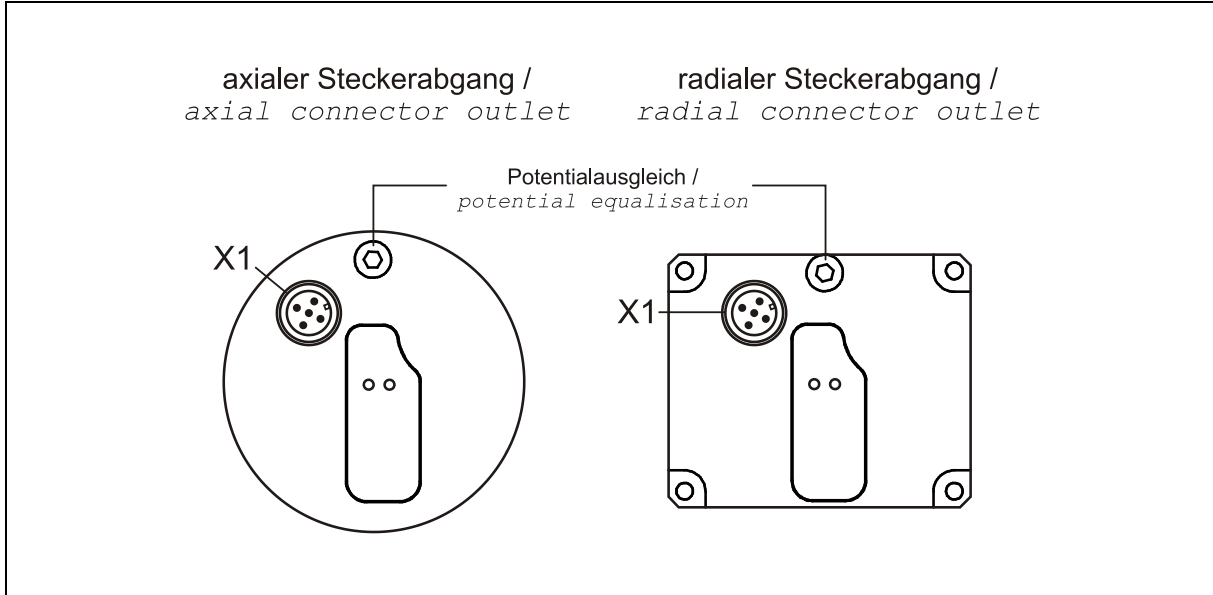 axialer Steckerabgang /
axial connector outlet
radialer Steckerabgang /
radial connector outlet
Potentialausgleich /
potential equalisation
X1
X1